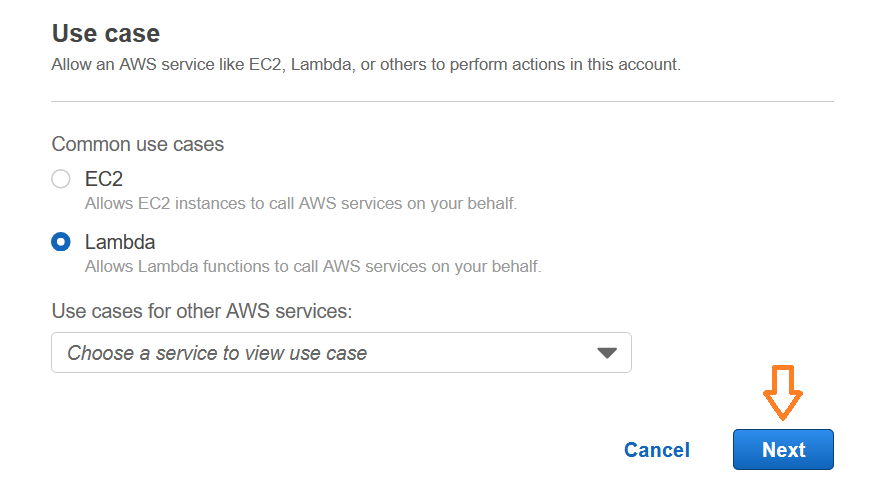 Use case
Allow an AWS service like EC2, Lambda, or others to perform actions in this account.
Common use cases
EC2
Allows EC2 instances to call AWS services on your behalf.
Lambda
Allows Lambda functions to call AWS services on your behalf.
Use cases for other AWS services:
Choose a service to view use case
Cancel
Next